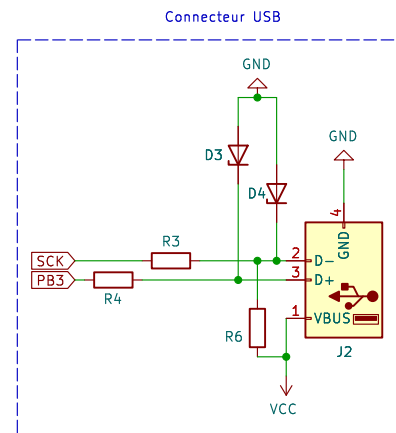 Connecteur USB
GND
GND
D3
D4
4
GND
R3
SCK
2
D-
PB3
3
D+
R4
R6
1
VBUS
J2
VCC